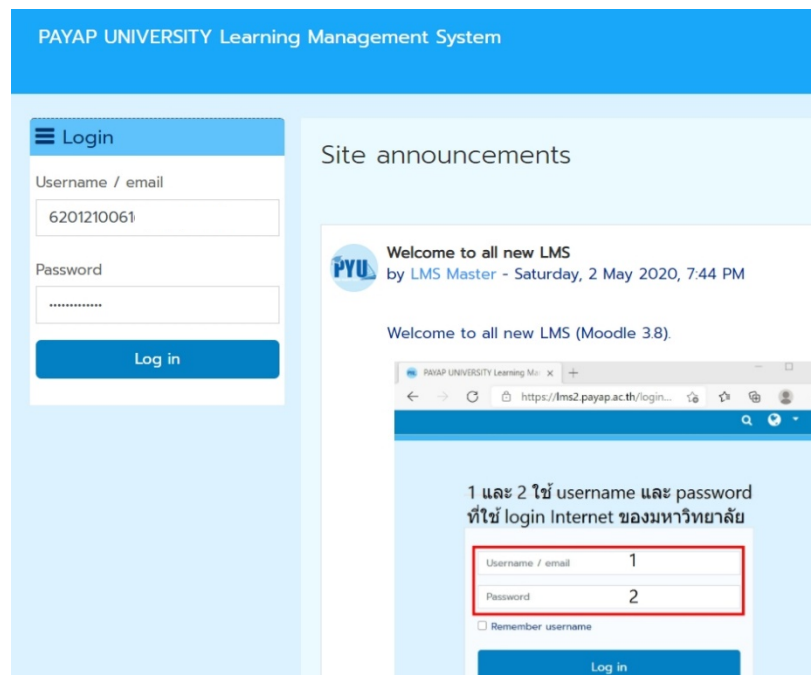 PAYAP UNIVERSITY Learning Management System
Login
Username / email
6201210061
Password
.............
Log in
Site announcements
PYU
Welcome to all new LMS
by LMS Master - Saturday, 2 May 2020, 7:44 PM
Welcome to all new LMS (Moodle 3.8).
PAYAP UNIVERSITY Learning Ma
https://lms2.payap.ac.th/login...
1 และ 2 ใช้ username และ password
ที่ใช้ login Internet ของมหาวิทยาลัย
Username / email 1
Password 2
Remember username
Log in